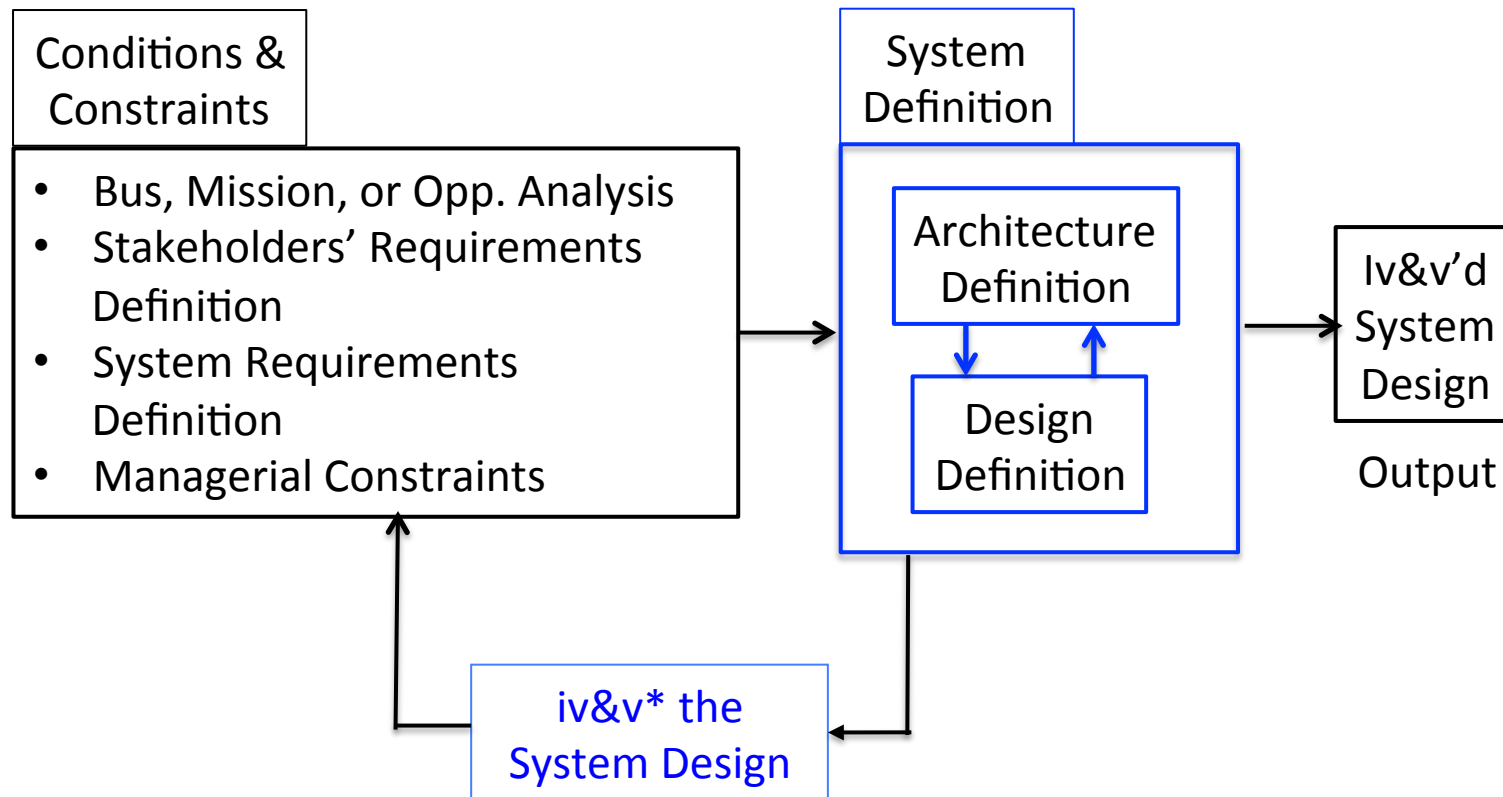 Conditions &
Constraints
• Bus, Mission, or Opp. Analysis
• Stakeholders’ Requirements
Definition
• System Requirements
Definition
• Managerial Constraints
System
Definition
Architecture
Definition
Design
Definition
Iv&v’d
System
Design
Output
iv&v* the
System Design